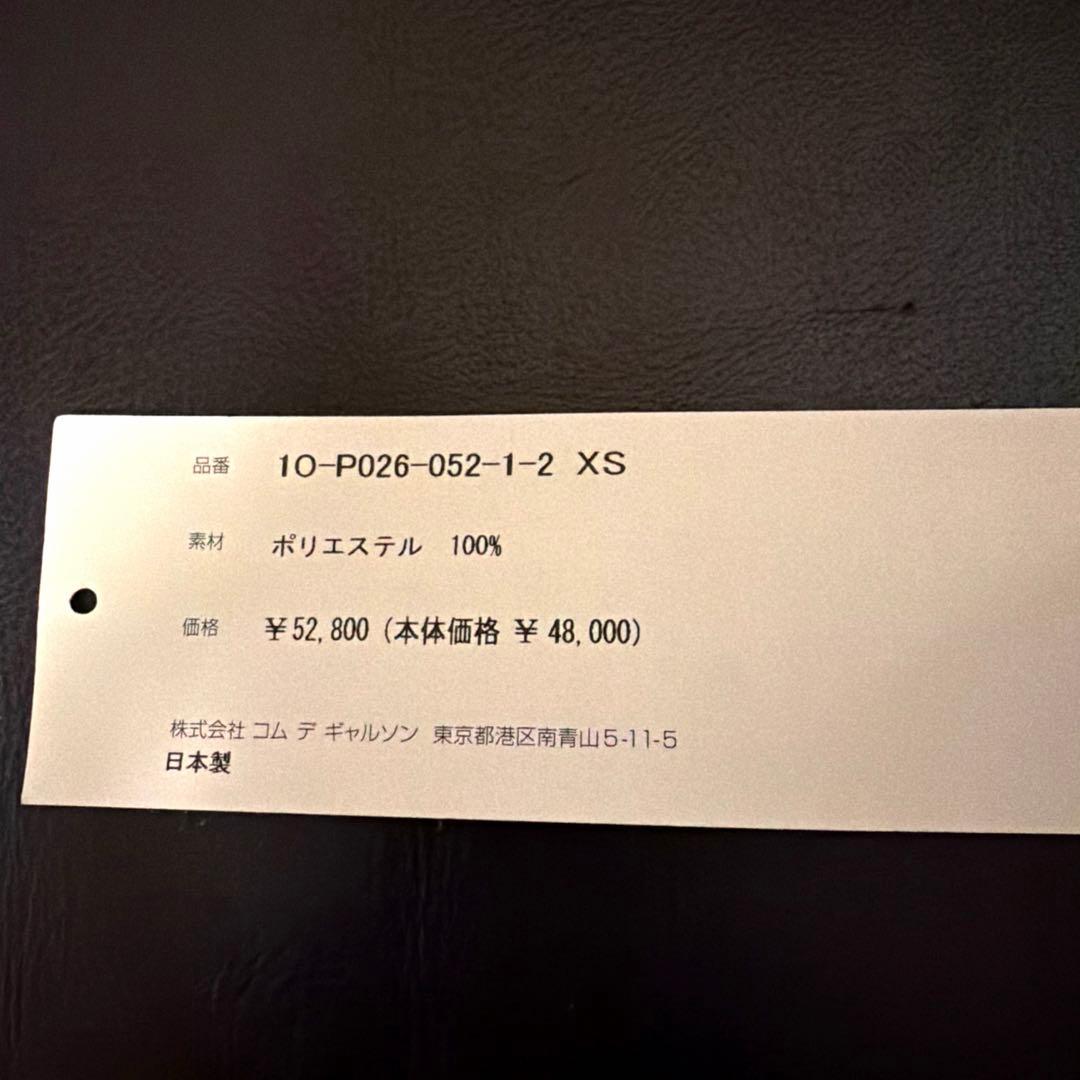 品番 1O-P026-052-1-2 XS
素材 ポリエステル 100%
価格 ¥52,800 (本体価格 ¥ 48,000)
株式会社 コム デ ギャルソン 東京都港区南青山5-11-5
日本製